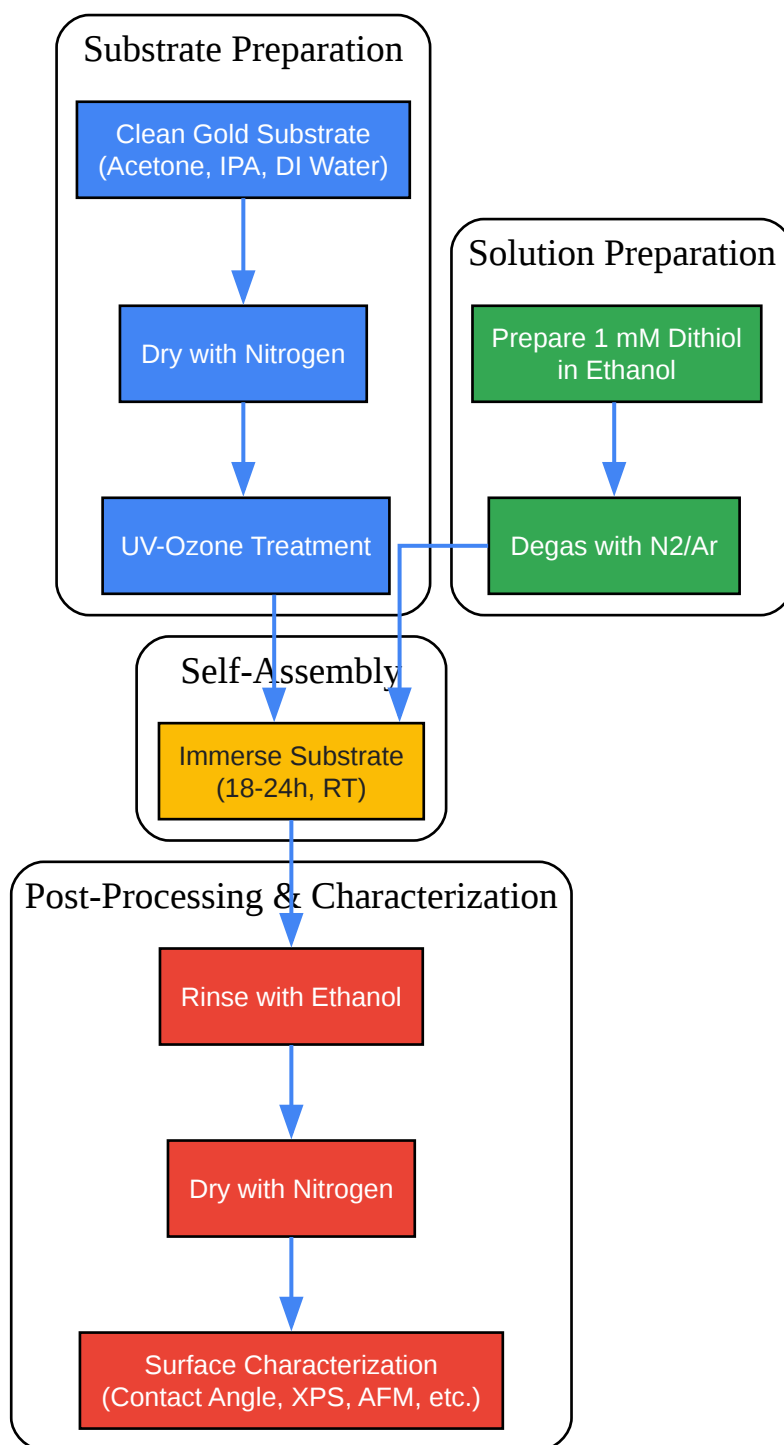 Substrate Preparation
Clean Gold Substrate
(Acetone, IPA, DI Water)
Dry with Nitrogen
UV-Ozone Treatment
Solution Preparation
Prepare 1 mM Dithiol
in Ethanol
Degas with N2/Ar
Self-Assembly
Immerse Substrate
(18-24h, RT)
Post-Processing & Characterization
Rinse with Ethanol
Dry with Nitrogen
Surface Characterization
(Contact Angle, XPS, AFM, etc.)